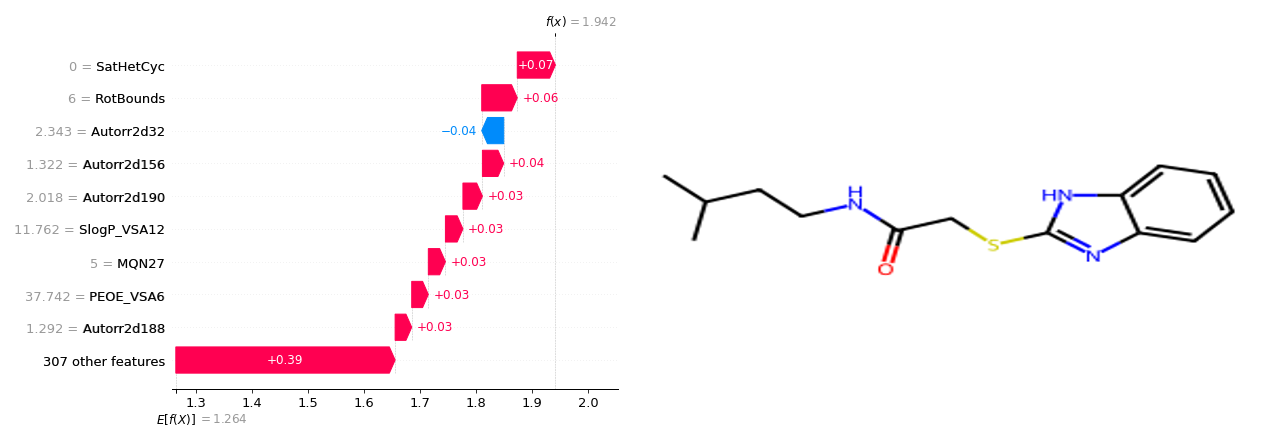 f(x) = 1.942
0 = SatHetCyc +0.07
6 = RotBounds +0.06
2.343 = Autorr2d32 −0.04
1.322 = Autorr2d156 +0.04
2.018 = Autorr2d190 +0.03
11.762 = SlogP_VSA12 +0.03
5 = MQN27 +0.03
37.742 = PEOE_VSA6 +0.03
1.292 = Autorr2d188 +0.03
307 other features +0.39
1.3 1.4 1.5 1.6 1.7 1.8 1.9 2.0
E[f(X)] = 1.264
H
N
O
S
HN
N